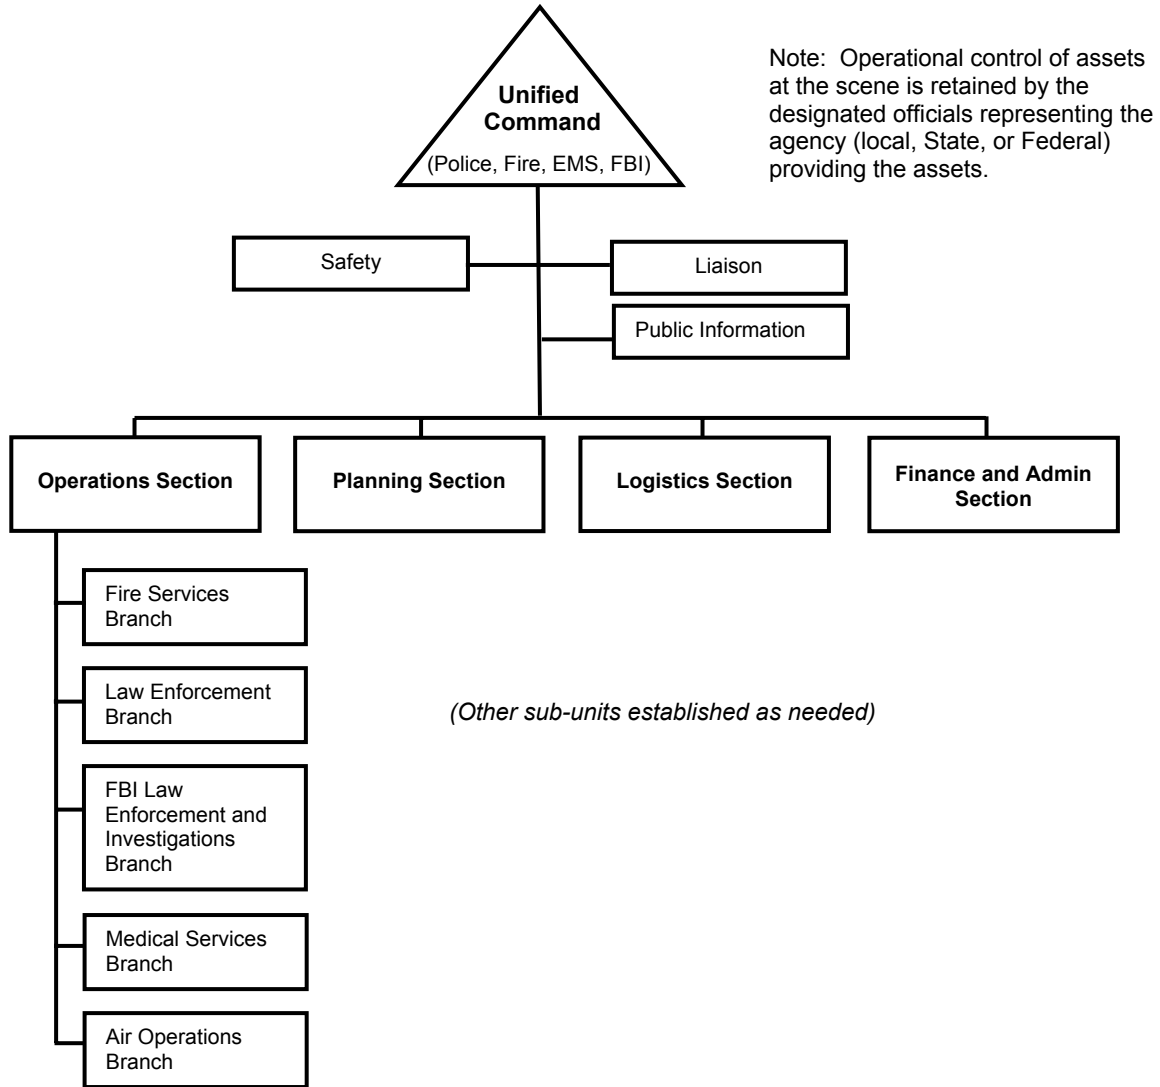 Unified
Command
(Police, Fire, EMS, FBI)
Note: Operational control of assets
at the scene is retained by the
designated officials representing the
agency (local, State, or Federal)
providing the assets.
Safety
Liaison
Public Information
Operations Section
Planning Section
Logistics Section
Finance and Admin
Section
Fire Services
Branch
Law Enforcement
Branch
(Other sub-units established as needed)
FBI Law
Enforcement and
Investigations
Branch
Medical Services
Branch
Air Operations
Branch